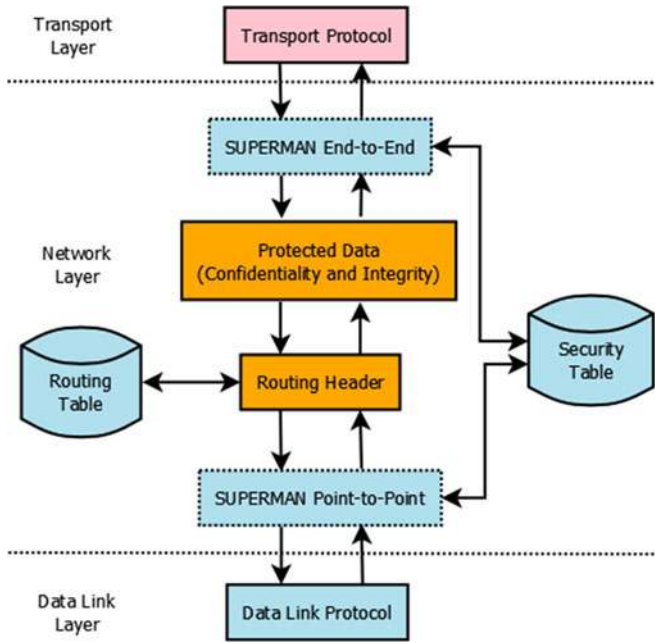 Transport
Layer
Transport Protocol
SUPERMAN End-to-End
Network
Layer
Protected Data
(Confidentiality and Integrity)
Routing
Table
Routing Header
Security
Table
SUPERMAN Point-to-Point
Data Link
Layer
Data Link Protocol